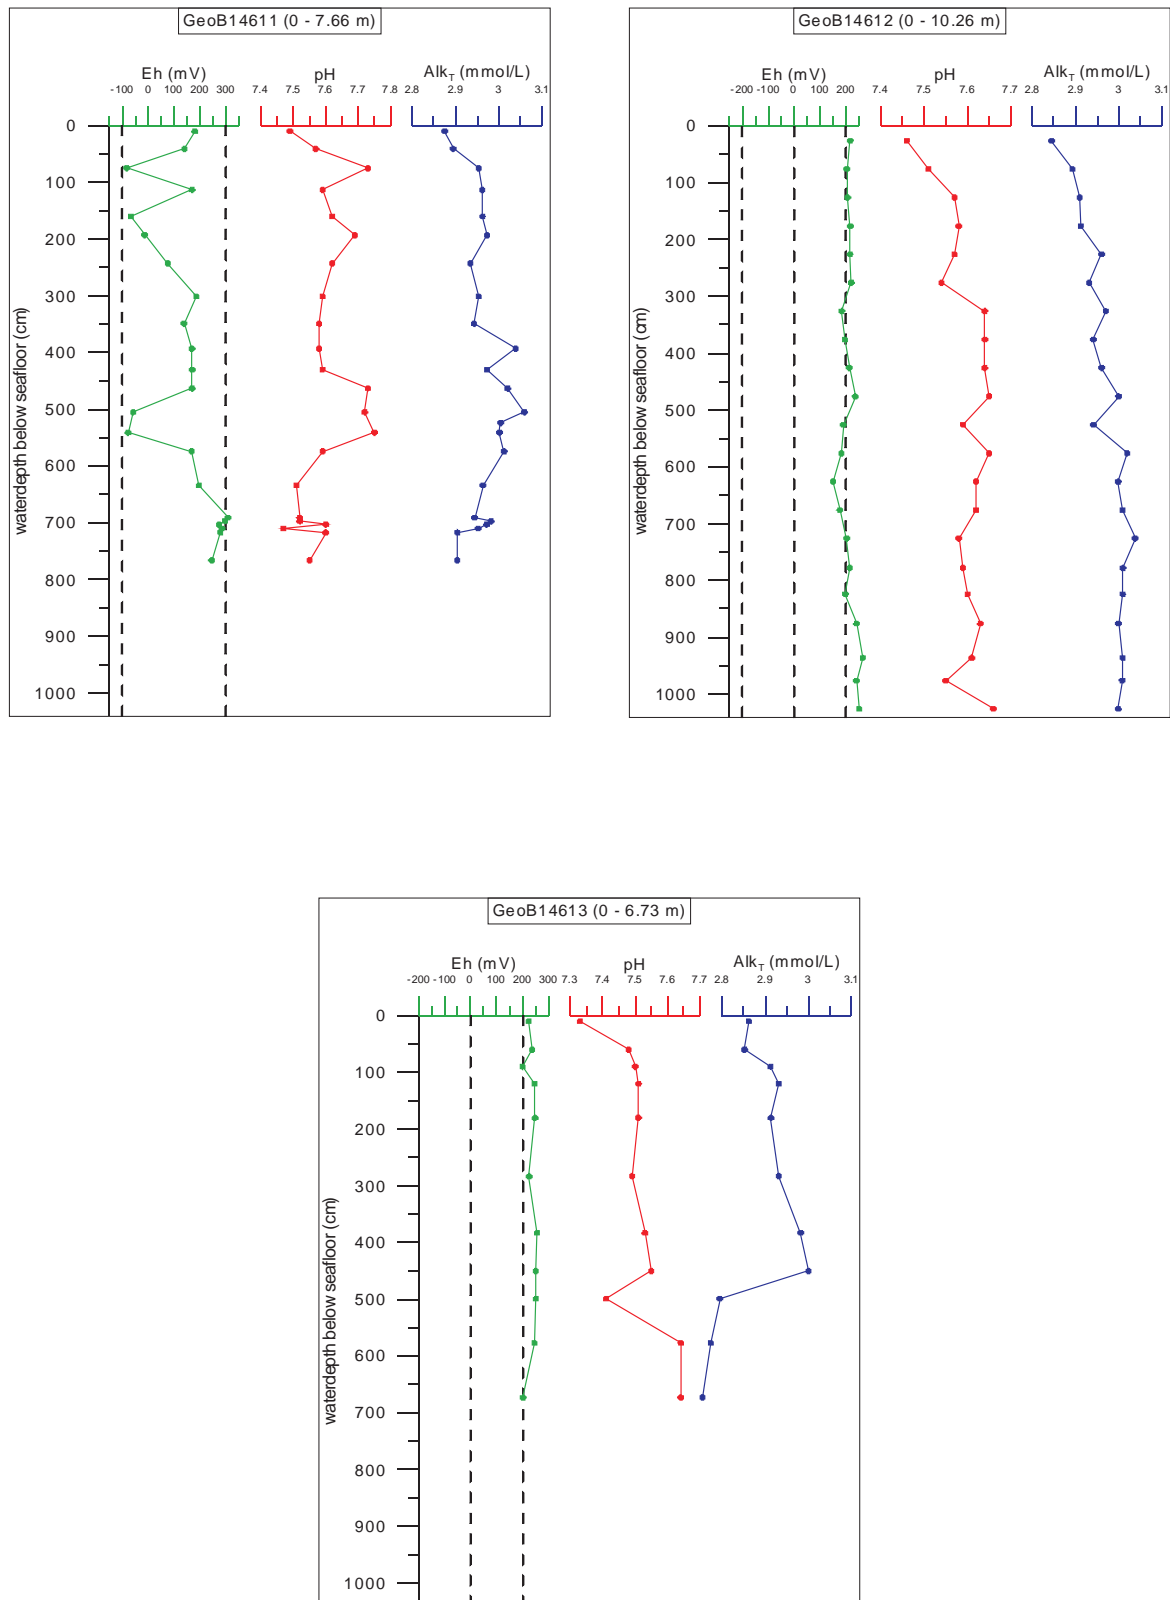 GeoB14611 (0 - 7.66 m)
Eh (mV) pH AlkT (mmol/L)
-100 0 100 200 300 7.4 7.5 7.6 7.7 7.8 2.8 2.9 3 3.1
0
100
200
300
400
500
600
700
800
900
1000
waterdepth below seafloor (cm)
GeoB14612 (0 - 10.26 m)
Eh (mV) pH AlkT (mmol/L)
-200 -100 0 100 200 7.4 7.5 7.6 7.7 2.8 2.9 3 3.1
0
100
200
300
400
500
600
700
800
900
1000
waterdepth below seafloor (cm)
GeoB14613 (0 - 6.73 m)
Eh (mV) pH AlkT (mmol/L)
-200 -100 0 100 200 300 7.3 7.4 7.5 7.6 7.7 2.8 2.9 3 3.1
0
100
200
300
400
500
600
700
800
900
1000
waterdepth below seafloor (cm)